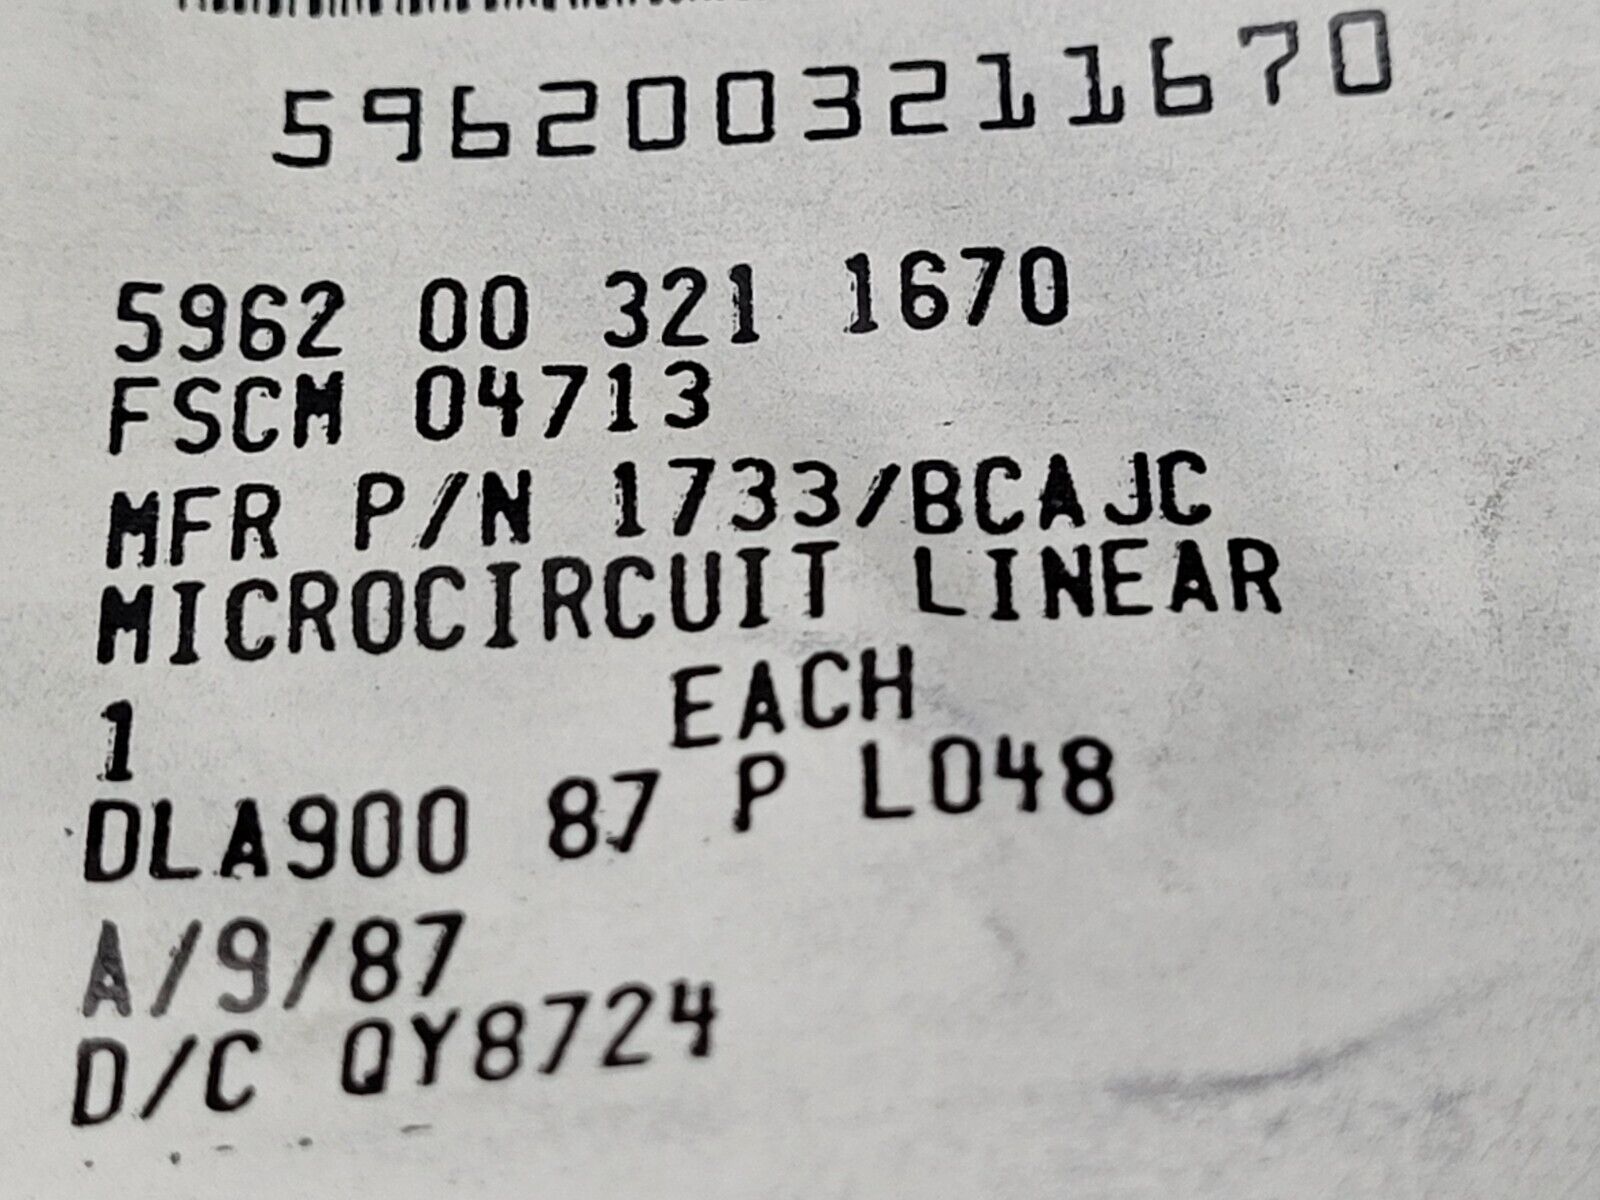 5962003211670
5962 00 321 1670
FSCM 04713
MFR P/N 1733/BCAJC
MICROCIRCUIT LINEAR
1 EACH
DLA900 87 P L048
A/9/87
D/C QY8724